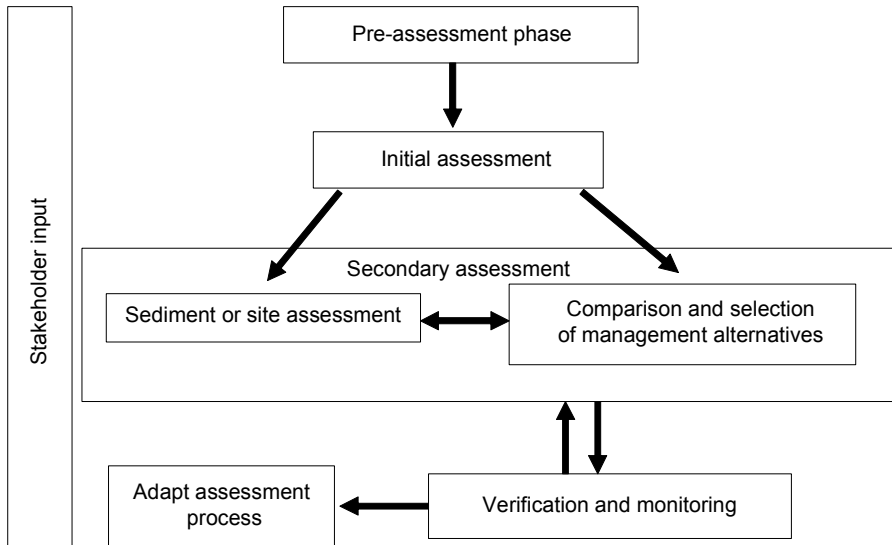 Pre-assessment phase
Initial assessment
Stakeholder input
Secondary assessment
Sediment or site assessment
Comparison and selection
of management alternatives
Adapt assessment
process
Verification and monitoring